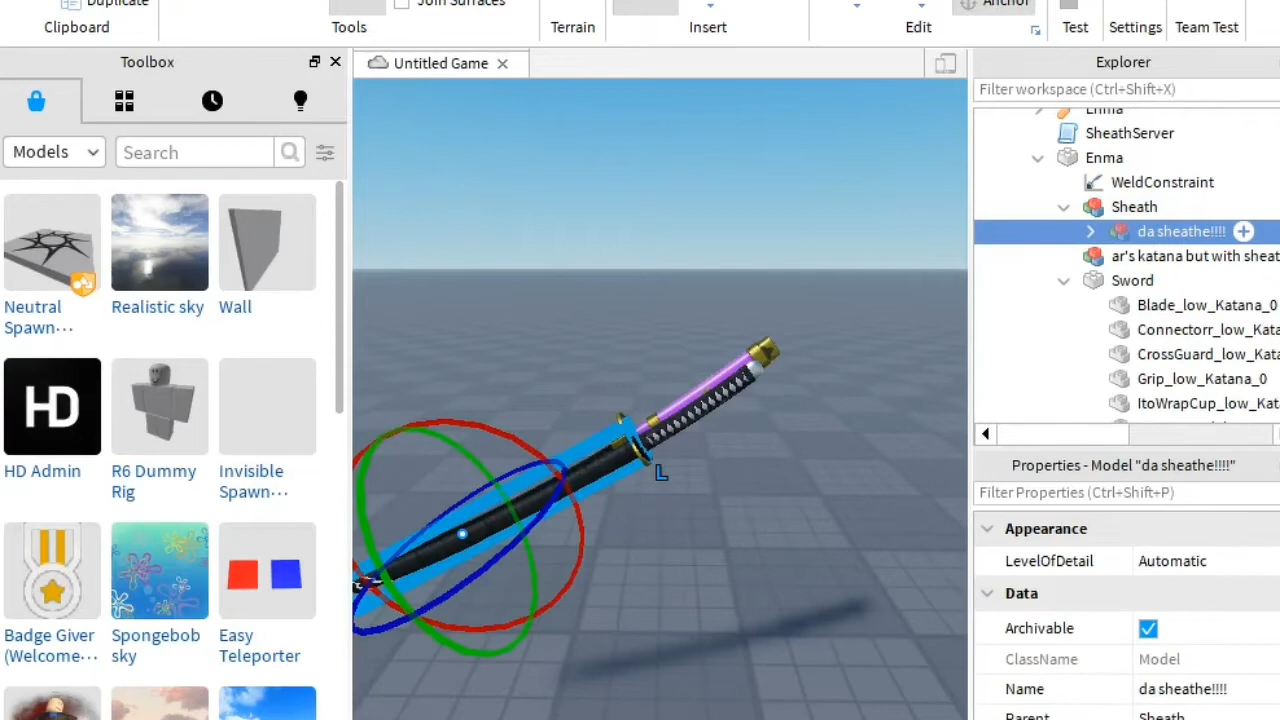 Duplicate
Join Surfaces
Anchor
Clipboard
Tools
Terrain
Insert
Edit
Test
Settings
Team Test
Toolbox
Untitled Game
Explorer
Filter workspace (Ctrl+Shift+X)
Models
Search
Enma
SheathServer
Enma
WeldConstraint
Sheath
da sheathe!!!!
ar's katana but with sheat
Sword
Blade_low_Katana_0
Connectorr_low_Kata
CrossGuard_low_Kata
Grip_low_Katana_0
ItoWrapCup_low_Kat
Neutral
Spawn...
Realistic sky
Wall
HD
HD Admin
R6 Dummy
Rig
Invisible
Spawn...
Badge Giver
(Welcome...
Spongebob
sky
Easy
Teleporter
L
Properties - Model "da sheathe!!!!"
Filter Properties (Ctrl+Shift+P)
Appearance
LevelOfDetail Automatic
Data
Archivable
ClassName Model
Name da sheathe!!!!
Parent Sheath